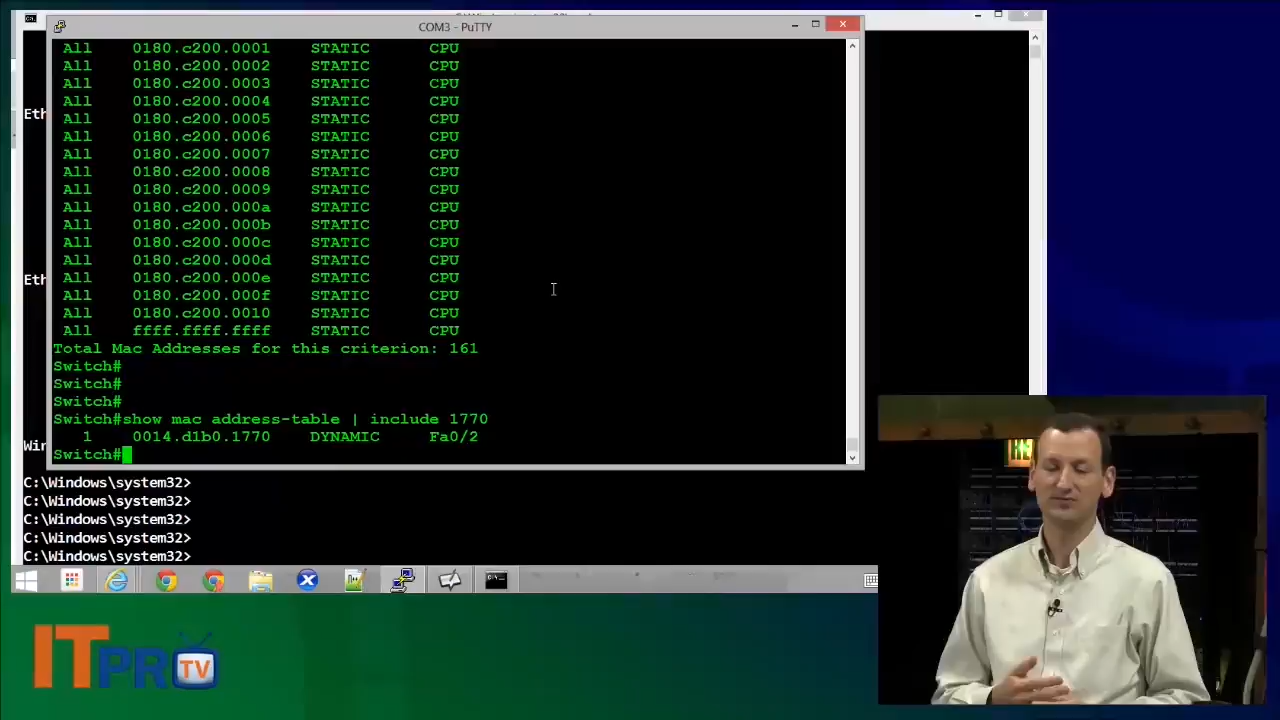 COM3 - PuTTY
All 0180.c200.0001 STATIC CPU
All 0180.c200.0002 STATIC CPU
All 0180.c200.0003 STATIC CPU
All 0180.c200.0004 STATIC CPU
All 0180.c200.0005 STATIC CPU
All 0180.c200.0006 STATIC CPU
All 0180.c200.0007 STATIC CPU
All 0180.c200.0008 STATIC CPU
All 0180.c200.0009 STATIC CPU
All 0180.c200.000a STATIC CPU
All 0180.c200.000b STATIC CPU
All 0180.c200.000c STATIC CPU
All 0180.c200.000d STATIC CPU
All 0180.c200.000e STATIC CPU
All 0180.c200.000f STATIC CPU
All 0180.c200.0010 STATIC CPU
All ffff.ffff.ffff STATIC CPU
Total Mac Addresses for this criterion: 161
Switch#
Switch#
Switch#
Switch#show mac address-table | include 1770
1 0014.d1b0.1770 DYNAMIC Fa0/2
Switch#
Eth
Eth
Win
C:\Windows\system32>
C:\Windows\system32>
C:\Windows\system32>
C:\Windows\system32>
C:\Windows\system32>
ITPROTV